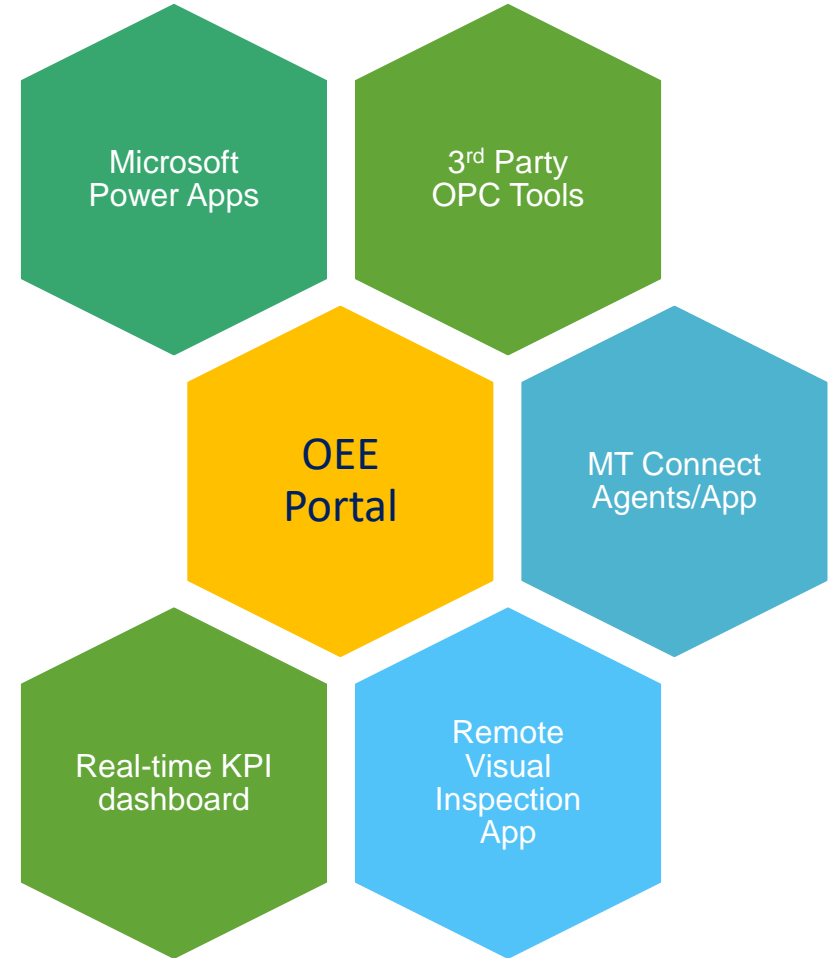 Microsoft
Power Apps
3rd Party
OPC Tools
OEE
Portal
MT Connect
Agents/App
Real-time KPI
dashboard
Remote
Visual
Inspection
App